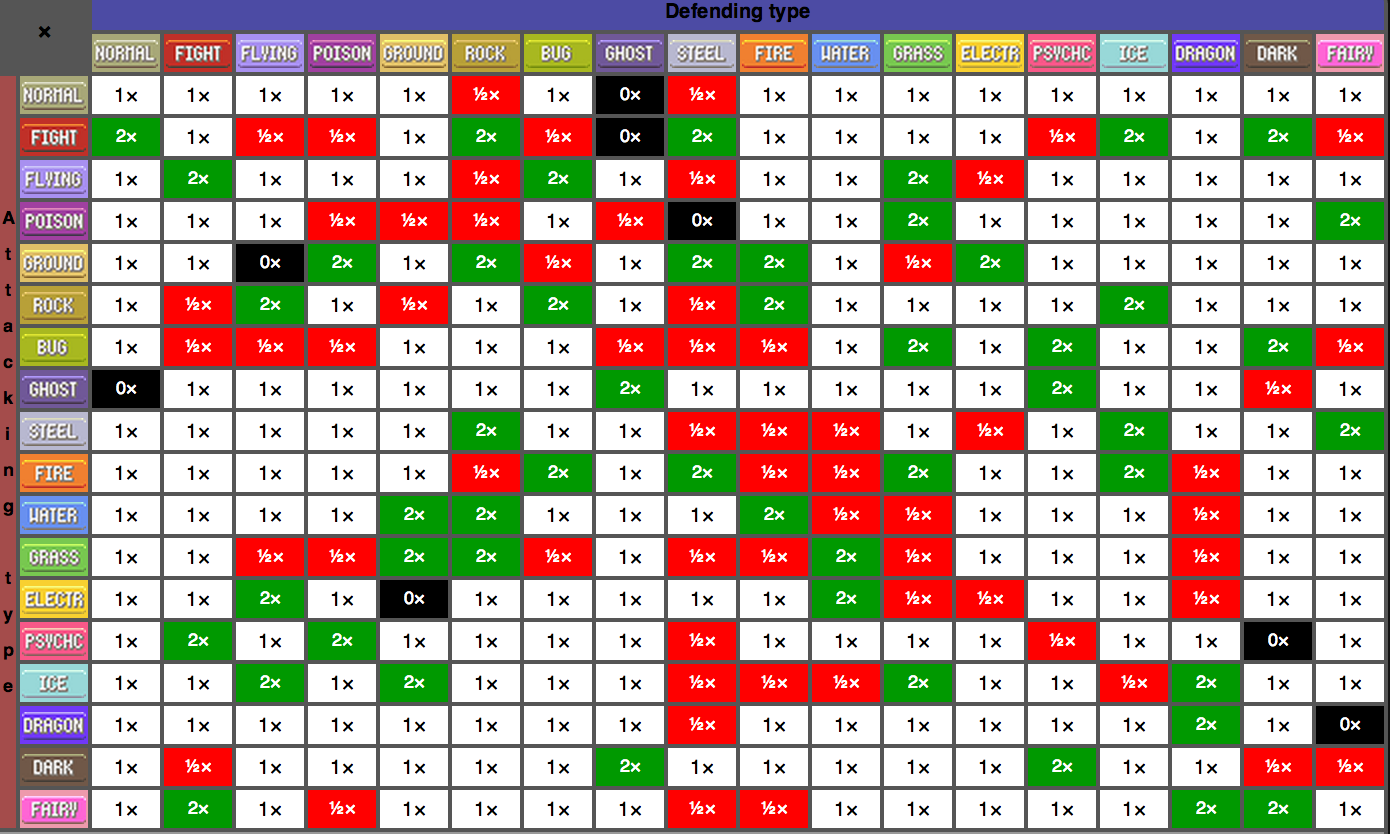 Defending type
×
NORMAL FIGHT FLYING POISON GROUND ROCK BUG GHOST STEEL FIRE WATER GRASS ELECTR PSYCHC ICE DRAGON DARK FAIRY
Attacking type
NORMAL 1× 1× 1× 1× 1× ½× 1× 0× ½× 1× 1× 1× 1× 1× 1× 1× 1× 1×
FIGHT 2× 1× ½× ½× 1× 2× ½× 0× 2× 1× 1× 1× 1× ½× 2× 1× 2× ½×
FLYING 1× 2× 1× 1× 1× ½× 2× 1× ½× 1× 1× 2× ½× 1× 1× 1× 1× 1×
POISON 1× 1× 1× ½× ½× ½× 1× ½× 0× 1× 1× 2× 1× 1× 1× 1× 1× 2×
GROUND 1× 1× 0× 2× 1× 2× ½× 1× 2× 2× 1× ½× 2× 1× 1× 1× 1× 1×
ROCK 1× ½× 2× 1× ½× 1× 2× 1× ½× 2× 1× 1× 1× 1× 2× 1× 1× 1×
BUG 1× ½× ½× ½× 1× 1× 1× ½× ½× ½× 1× 2× 1× 2× 1× 1× 2× ½×
GHOST 0× 1× 1× 1× 1× 1× 1× 2× 1× 1× 1× 1× 1× 2× 1× 1× ½× 1×
STEEL 1× 1× 1× 1× 1× 2× 1× 1× ½× ½× ½× 1× ½× 1× 2× 1× 1× 2×
FIRE 1× 1× 1× 1× 1× ½× 2× 1× 2× ½× ½× 2× 1× 1× 2× ½× 1× 1×
WATER 1× 1× 1× 1× 2× 2× 1× 1× 1× 2× ½× ½× 1× 1× 1× ½× 1× 1×
GRASS 1× 1× ½× ½× 2× 2× ½× 1× ½× ½× 2× ½× 1× 1× 1× ½× 1× 1×
ELECTR 1× 1× 2× 1× 0× 1× 1× 1× 1× 1× 2× ½× ½× 1× 1× ½× 1× 1×
PSYCHC 1× 2× 1× 2× 1× 1× 1× 1× ½× 1× 1× 1× 1× ½× 1× 1× 0× 1×
ICE 1× 1× 2× 1× 2× 1× 1× 1× ½× ½× ½× 2× 1× 1× ½× 2× 1× 1×
DRAGON 1× 1× 1× 1× 1× 1× 1× 1× ½× 1× 1× 1× 1× 1× 1× 2× 1× 0×
DARK 1× ½× 1× 1× 1× 1× 1× 2× 1× 1× 1× 1× 1× 2× 1× 1× ½× ½×
FAIRY 1× 2× 1× ½× 1× 1× 1× 1× ½× ½× 1× 1× 1× 1× 1× 2× 2× 1×